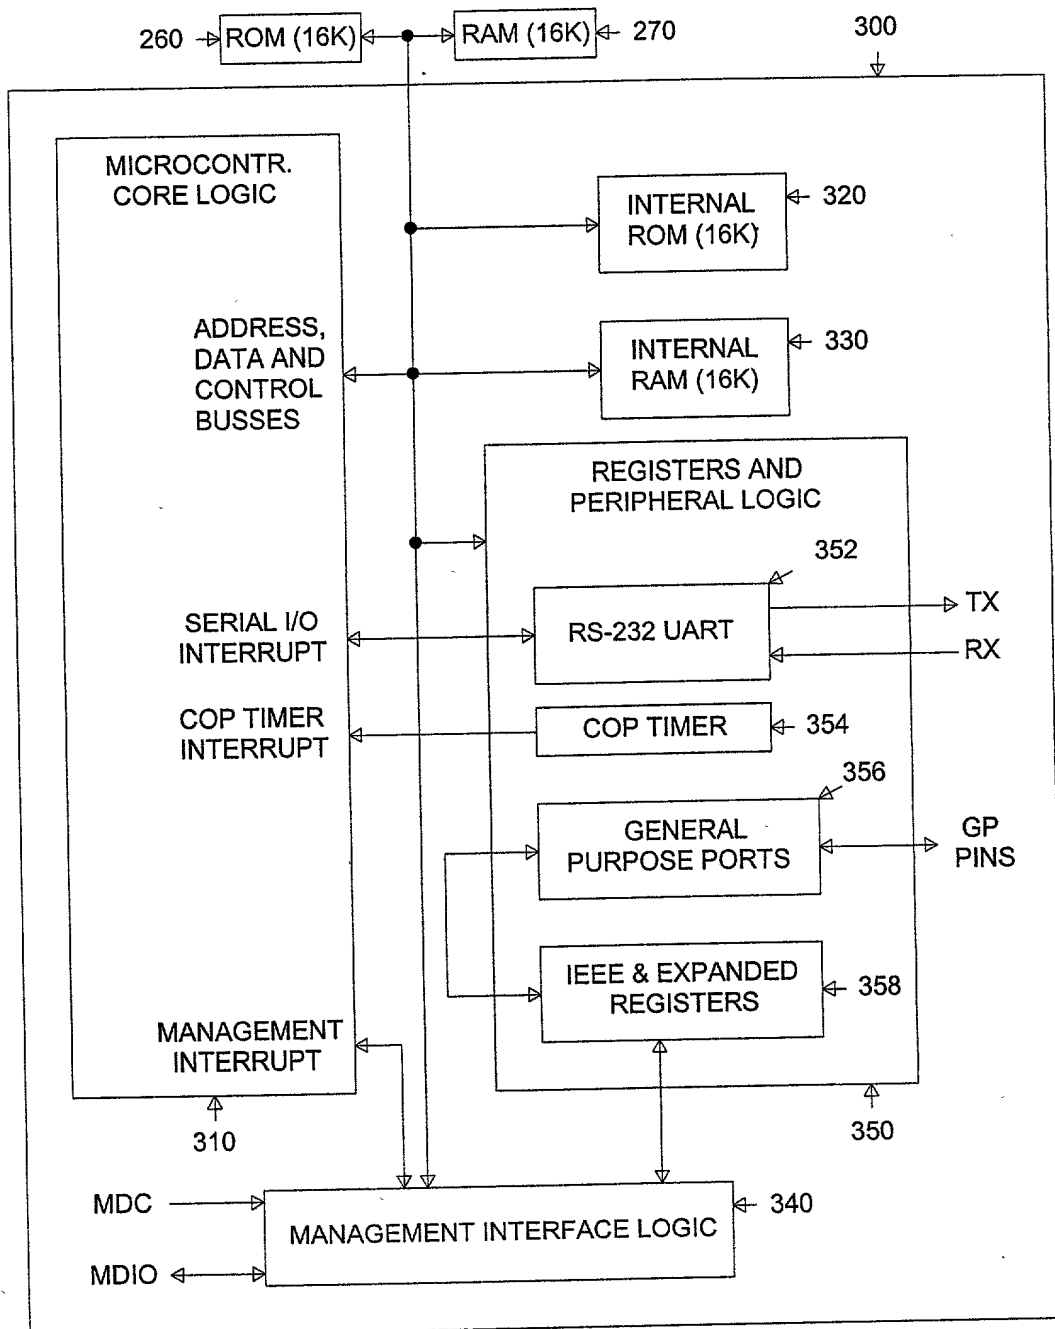 260
ROM (16K)
RAM (16K)
270
300
MICROCONTR.
CORE LOGIC
INTERNAL
ROM (16K)
320
ADDRESS,
DATA AND
CONTROL
BUSSES
INTERNAL
RAM (16K)
330
REGISTERS AND
PERIPHERAL LOGIC
352
SERIAL I/O
INTERRUPT
RS-232 UART
TX
RX
COP TIMER
INTERRUPT
COP TIMER
354
356
GENERAL
PURPOSE PORTS
GP
PINS
IEEE & EXPANDED
REGISTERS
358
MANAGEMENT
INTERRUPT
310
350
MDC
MANAGEMENT INTERFACE LOGIC
340
MDIO